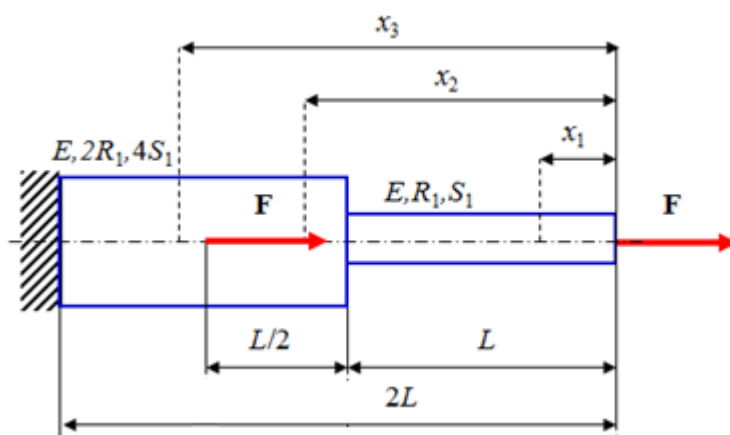 x3
x2
x1
E,2R1,4S1
E,R1,S1
F
F
L/2
L
2L